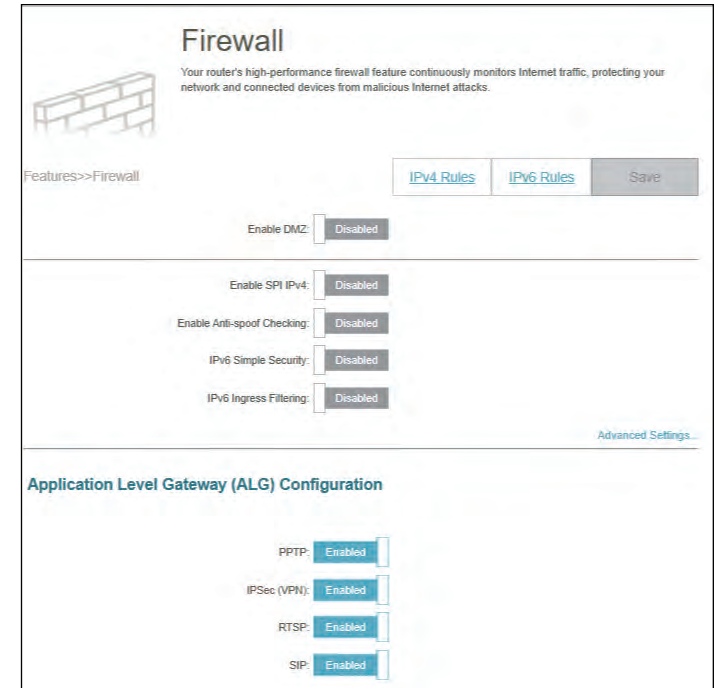 Firewall
Your router's high-performance firewall feature continuously monitors Internet traffic, protecting your
network and connected devices from malicious Internet attacks.
Features>>Firewall
IPv4 Rules
IPv6 Rules
Save
Enable DMZ: Disabled
Enable SPI IPv4: Disabled
Enable Anti-spoof Checking: Disabled
IPv6 Simple Security: Disabled
IPv6 Ingress Filtering: Disabled
Advanced Settings...
Application Level Gateway (ALG) Configuration
PPTP: Enabled
IPSec (VPN): Enabled
RTSP: Enabled
SIP: Enabled